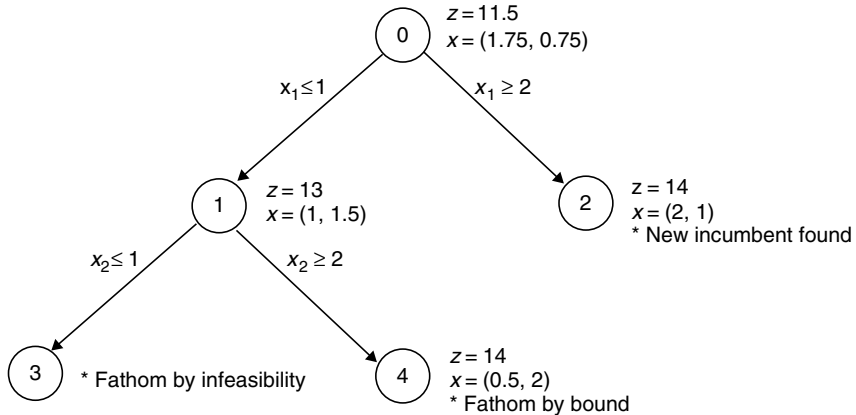 0
z = 11.5
x = (1.75, 0.75)
x₁ ≤ 1
x₁ ≥ 2
1
z = 13
x = (1, 1.5)
2
z = 14
x = (2, 1)
* New incumbent found
x₂ ≤ 1
x₂ ≥ 2
3
* Fathom by infeasibility
4
z = 14
x = (0.5, 2)
* Fathom by bound